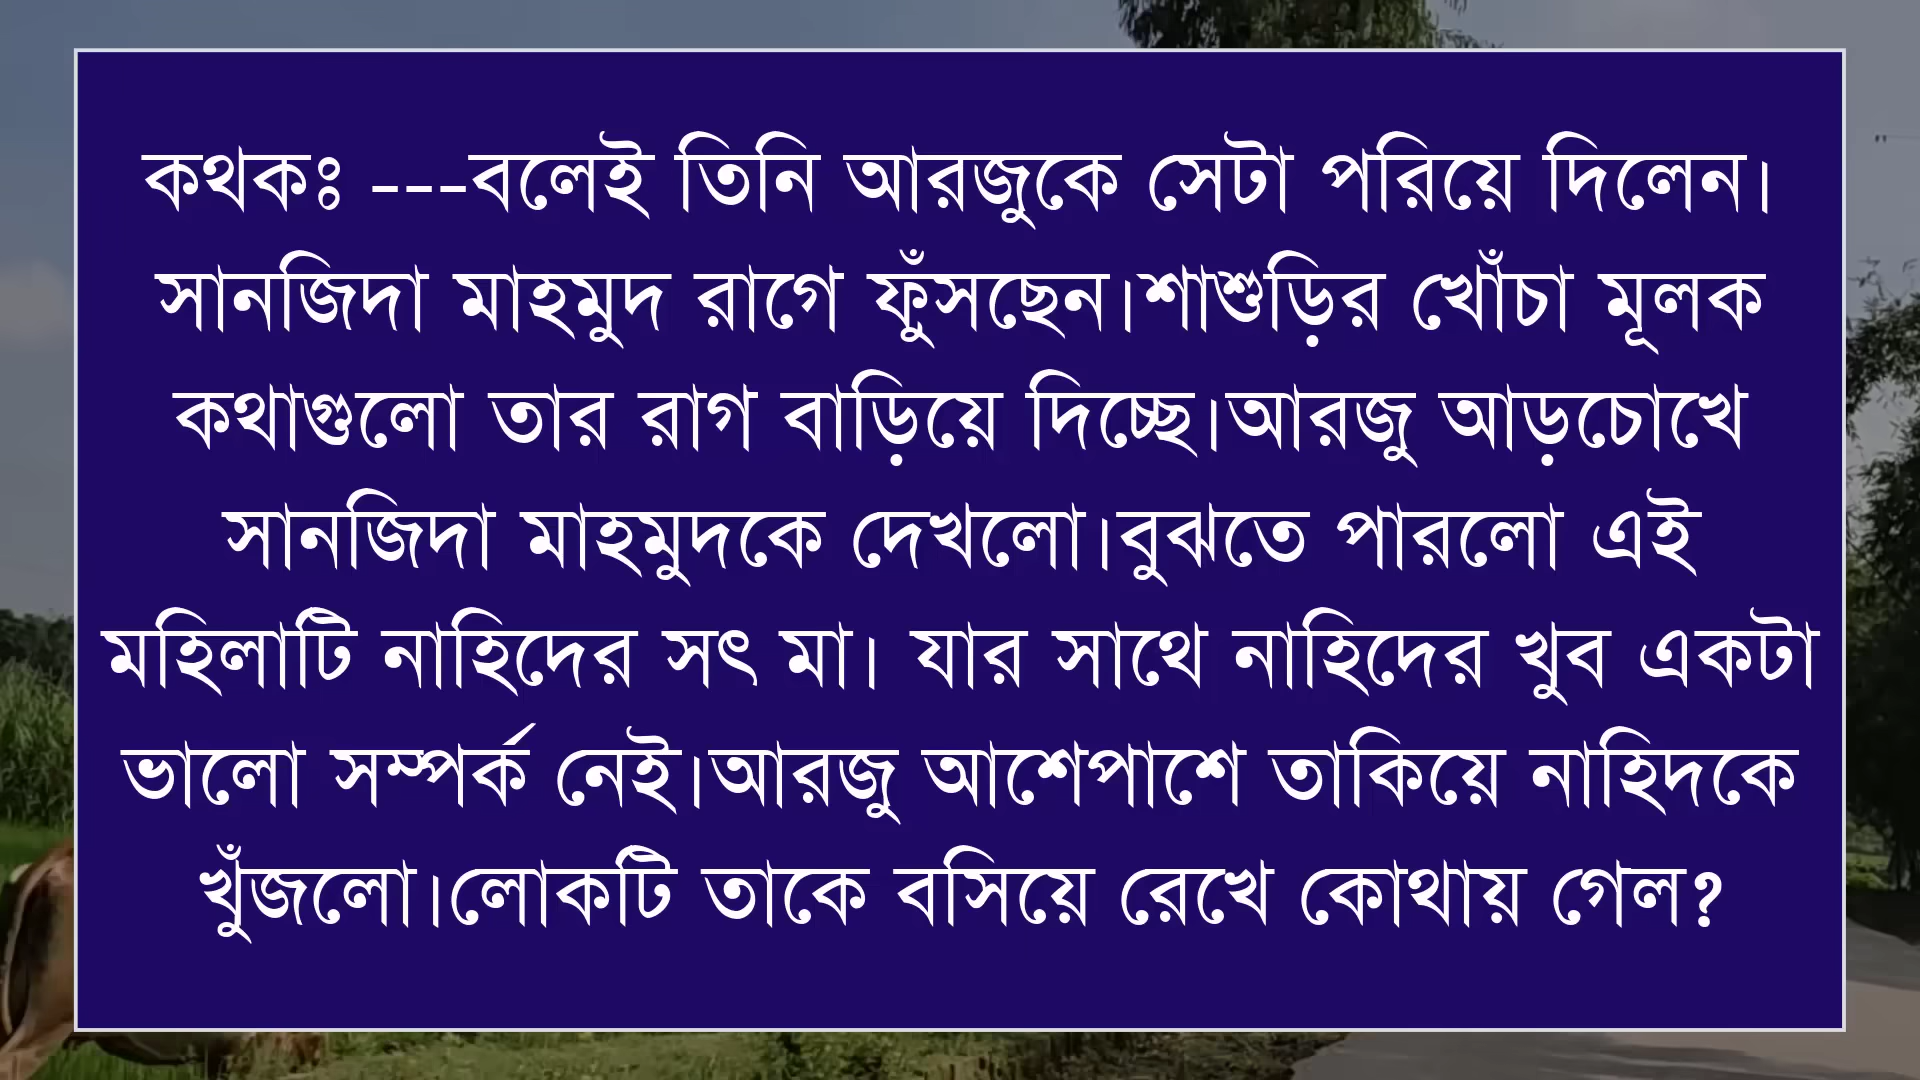 কথকঃ ---বলেই তিনি আরজুকে সেটা পরিয়ে দিলেন।
সানজিদা মাহমুদ রাগে ফুঁসছেন।শাশুড়ির খোঁচা মূলক
কথাগুলো তার রাগ বাড়িয়ে দিচ্ছে।আরজু আড়চোখে
সানজিদা মাহমুদকে দেখলো।বুঝতে পারলো এই
মহিলাটি নাহিদের সৎ মা। যার সাথে নাহিদের খুব একটা
ভালো সম্পর্ক নেই।আরজু আশেপাশে তাকিয়ে নাহিদকে
খুঁজলো।লোকটি তাকে বসিয়ে রেখে কোথায় গেল?